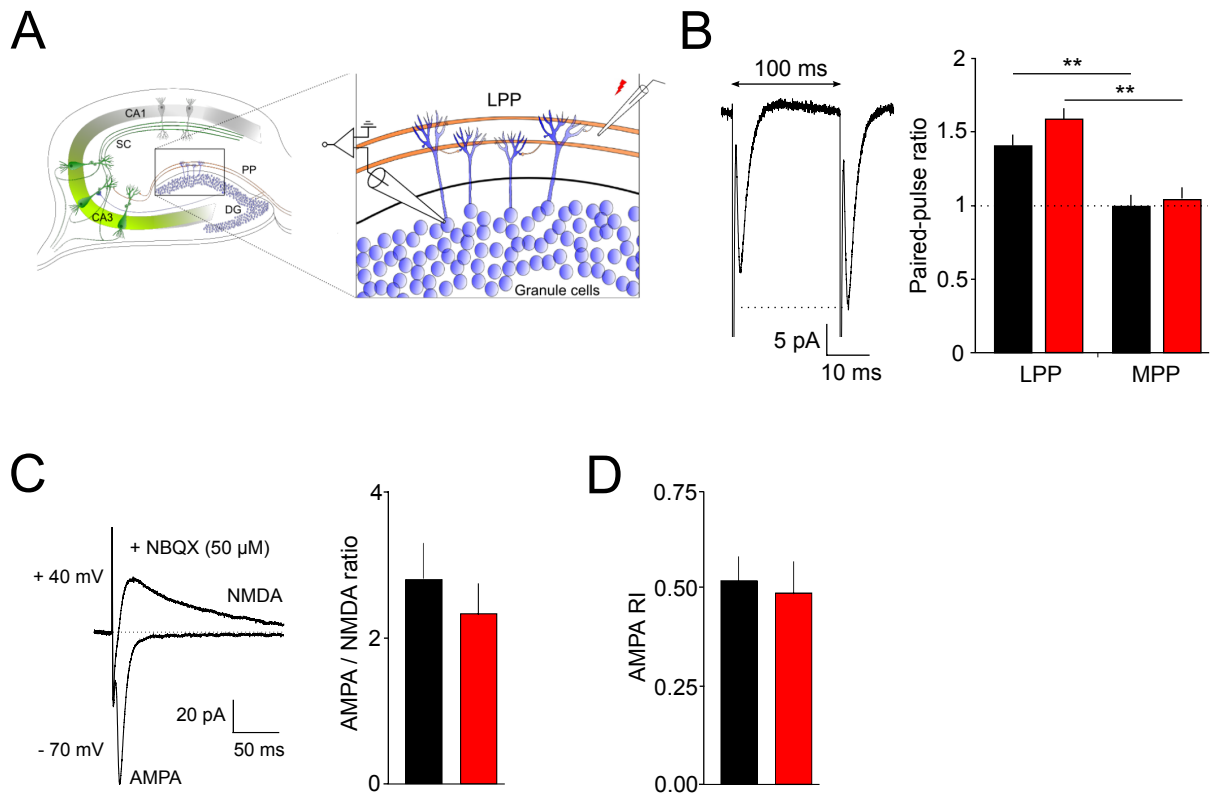 A
CA1
SC
PP
DG
CA3
LPP
Granule cells
B
100 ms
5 pA
10 ms
Paired-pulse ratio
2
1.5
1
0.5
0
**
**
LPP
MPP
C
+ NBQX (50 µM)
+ 40 mV
NMDA
20 pA
50 ms
- 70 mV
AMPA
AMPA / NMDA ratio
4
2
0
D
AMPA RI
0.75
0.50
0.25
0.00